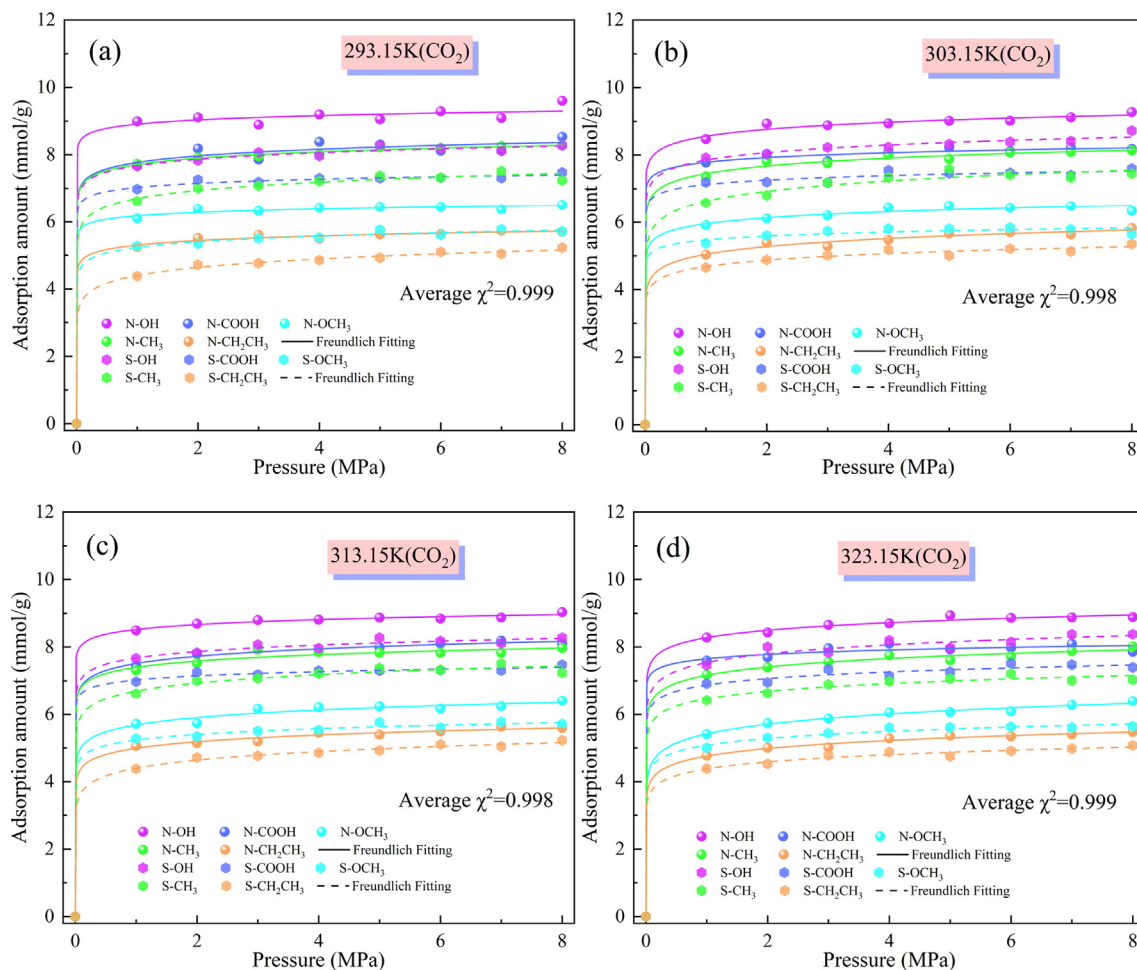 (a)
293.15K(CO₂)
Adsorption amount (mmol/g)
12
10
8
6
4
2
0
Average χ²=0.999
N-OH N-COOH N-OCH₃
N-CH₃ N-CH₂CH₃ Freundlich Fitting
S-OH S-COOH S-OCH₃
S-CH₃ S-CH₂CH₃ Freundlich Fitting
0 2 4 6 8
Pressure (MPa)
(b)
303.15K(CO₂)
Adsorption amount (mmol/g)
12
10
8
6
4
2
0
Average χ²=0.998
N-OH N-COOH N-OCH₃
N-CH₃ N-CH₂CH₃ Freundlich Fitting
S-OH S-COOH S-OCH₃
S-CH₃ S-CH₂CH₃ Freundlich Fitting
0 2 4 6 8
Pressure (MPa)
(c)
313.15K(CO₂)
Adsorption amount (mmol/g)
12
10
8
6
4
2
0
Average χ²=0.998
N-OH N-COOH N-OCH₃
N-CH₃ N-CH₂CH₃ Freundlich Fitting
S-OH S-COOH S-OCH₃
S-CH₃ S-CH₂CH₃ Freundlich Fitting
0 2 4 6 8
Pressure (MPa)
(d)
323.15K(CO₂)
Adsorption amount (mmol/g)
12
10
8
6
4
2
0
Average χ²=0.999
N-OH N-COOH N-OCH₃
N-CH₃ N-CH₂CH₃ Freundlich Fitting
S-OH S-COOH S-OCH₃
S-CH₃ S-CH₂CH₃ Freundlich Fitting
0 2 4 6 8
Pressure (MPa)